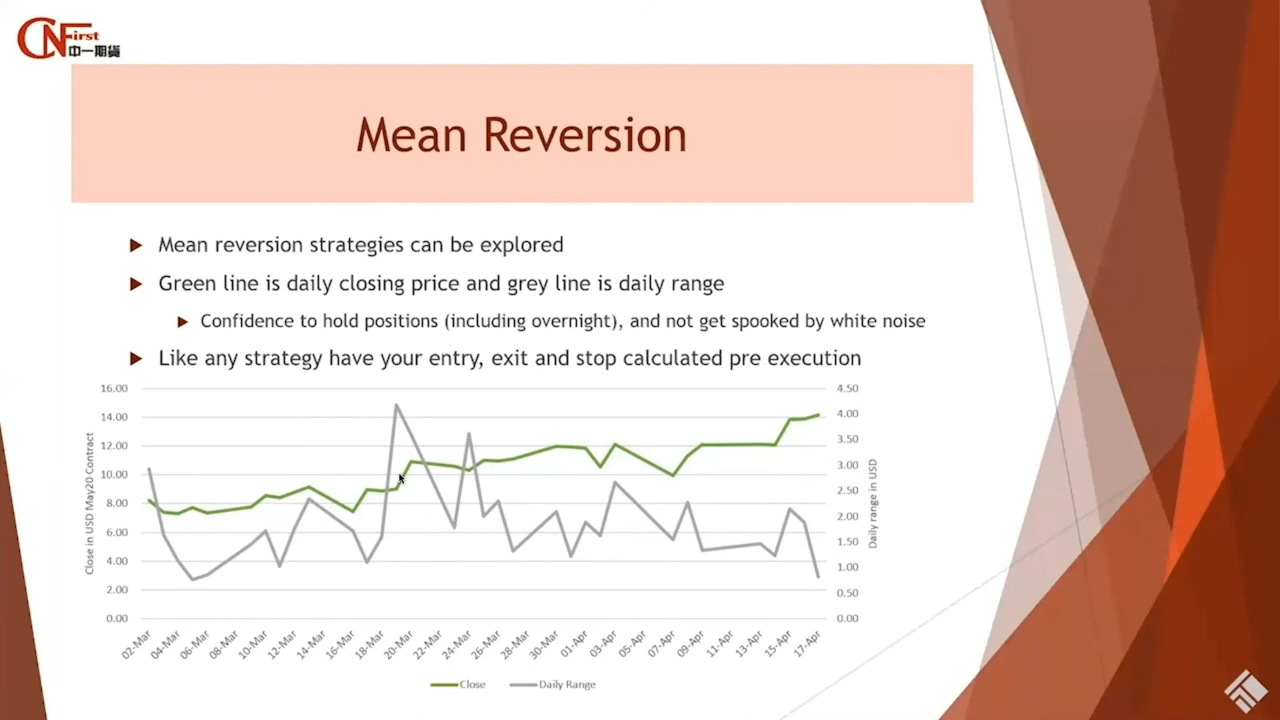 CNFirst
中一期貨
Mean Reversion
Mean reversion strategies can be explored
Green line is daily closing price and grey line is daily range
Confidence to hold positions (including overnight), and not get spooked by white noise
Like any strategy have your entry, exit and stop calculated pre execution
Close in USD May20 Contract
16.00
14.00
12.00
10.00
8.00
6.00
4.00
2.00
0.00
4.50
4.00
3.50
3.00
2.50
2.00
1.50
1.00
0.50
0.00
Daily range in USD
02-Mar
04-Mar
06-Mar
08-Mar
10-Mar
12-Mar
14-Mar
16-Mar
18-Mar
20-Mar
22-Mar
24-Mar
26-Mar
28-Mar
30-Mar
01-Apr
03-Apr
05-Apr
07-Apr
09-Apr
11-Apr
13-Apr
15-Apr
17-Apr
Close
Daily Range